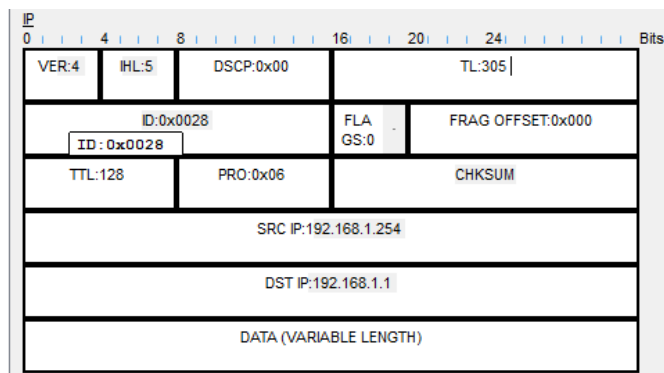 IP
0 4 8 16 20 24 Bits
VER:4 IHL:5 DSCP:0x00 TL:305
ID:0x0028 FLA GS:0 FRAG OFFSET:0x000
ID:0x0028
TTL:128 PRO:0x06 CHKSUM
SRC IP:192.168.1.254
DST IP:192.168.1.1
DATA (VARIABLE LENGTH)